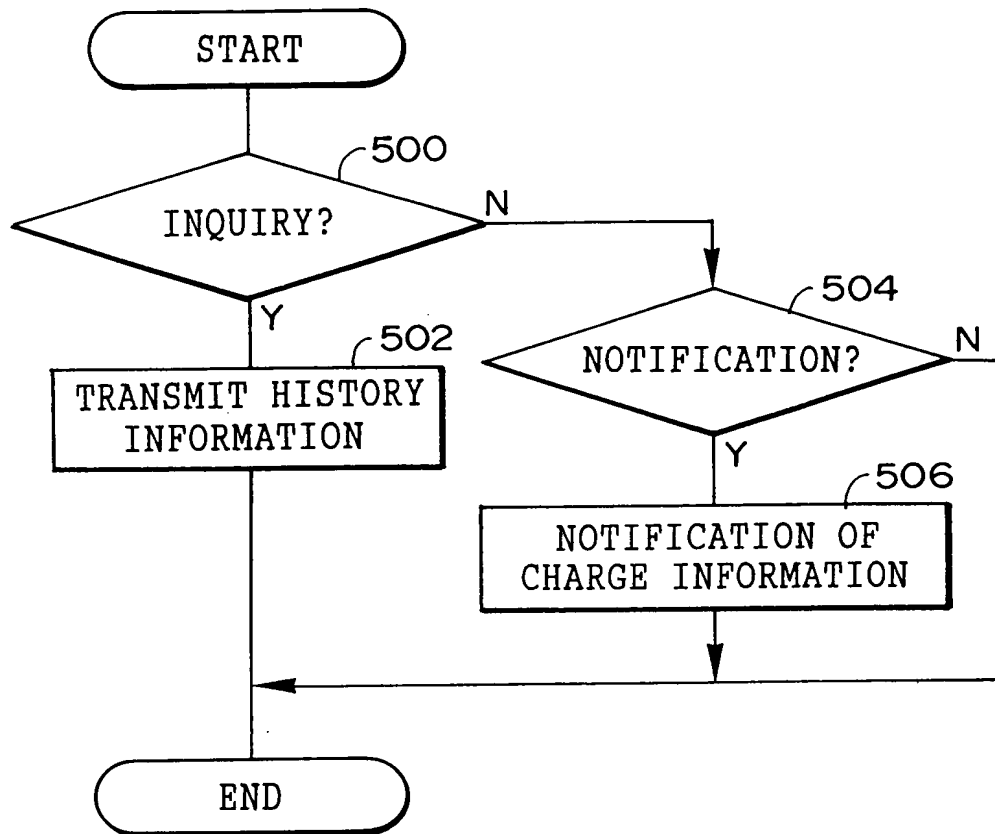 START
500
INQUIRY?
N
Y
504
NOTIFICATION?
N
Y
502
TRANSMIT HISTORY
INFORMATION
506
NOTIFICATION OF
CHARGE INFORMATION
END